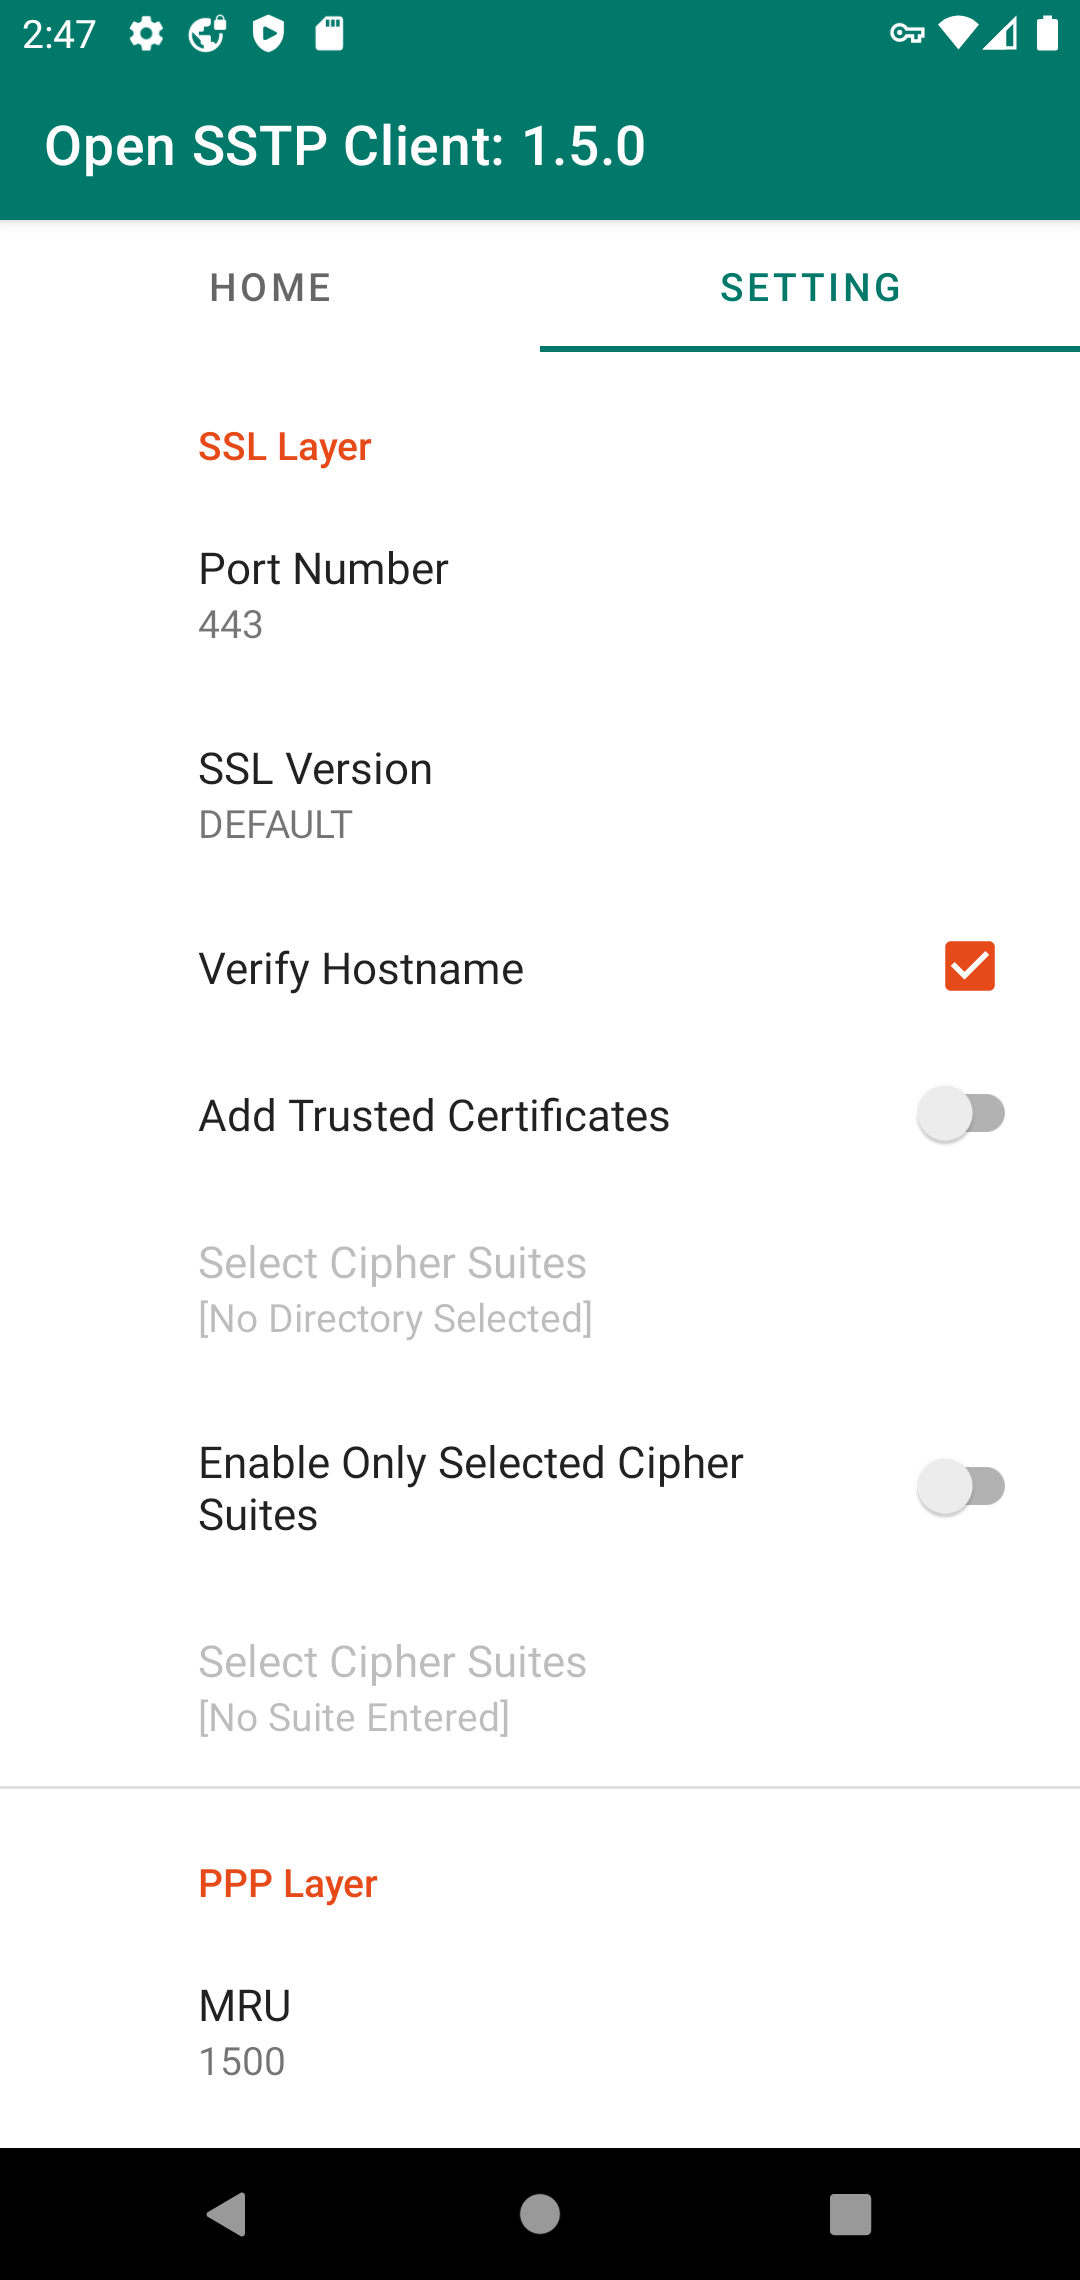 2:47
Open SSTP Client: 1.5.0
HOME
SETTING
SSL Layer
Port Number
443
SSL Version
DEFAULT
Verify Hostname
Add Trusted Certificates
Select Cipher Suites
[No Directory Selected]
Enable Only Selected Cipher
Suites
Select Cipher Suites
[No Suite Entered]
PPP Layer
MRU
1500